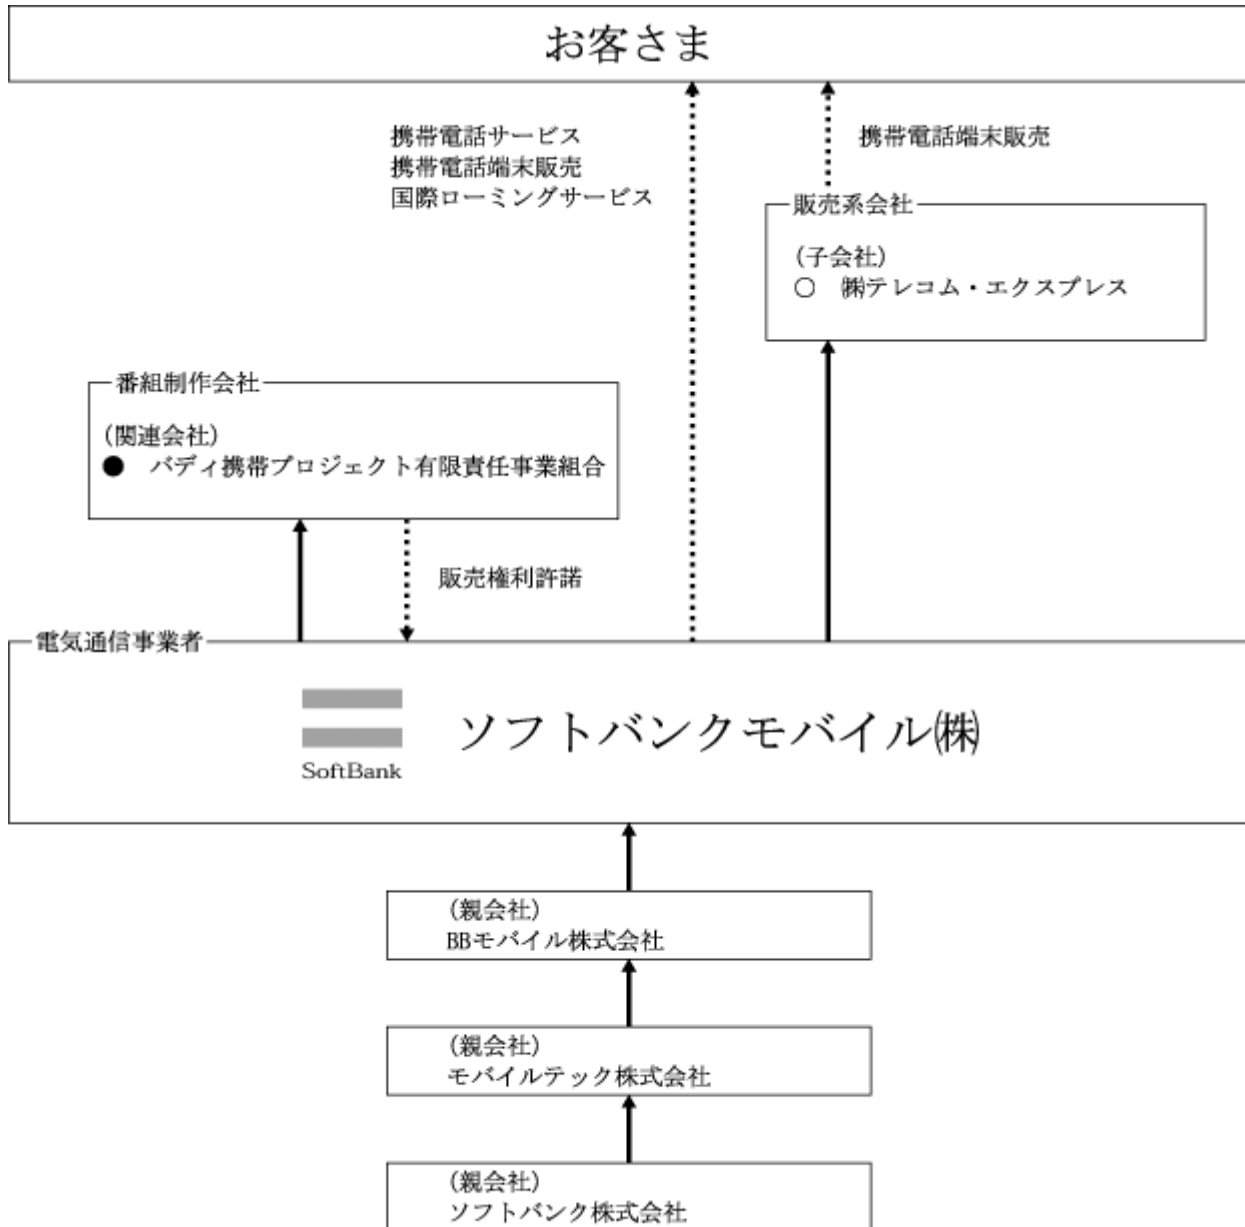 お客さま
携帯電話サービス
携帯電話端末販売
国際ローミングサービス
携帯電話端末販売
販売系会社
(子会社)
○ ㈱テレコム・エクスプレス
番組制作会社
(関連会社)
● バディ携帯プロジェクト有限責任事業組合
販売権利許諾
電気通信事業者
SoftBank
ソフトバンクモバイル㈱
(親会社)
BBモバイル株式会社
(親会社)
モバイルテック株式会社
(親会社)
ソフトバンク株式会社